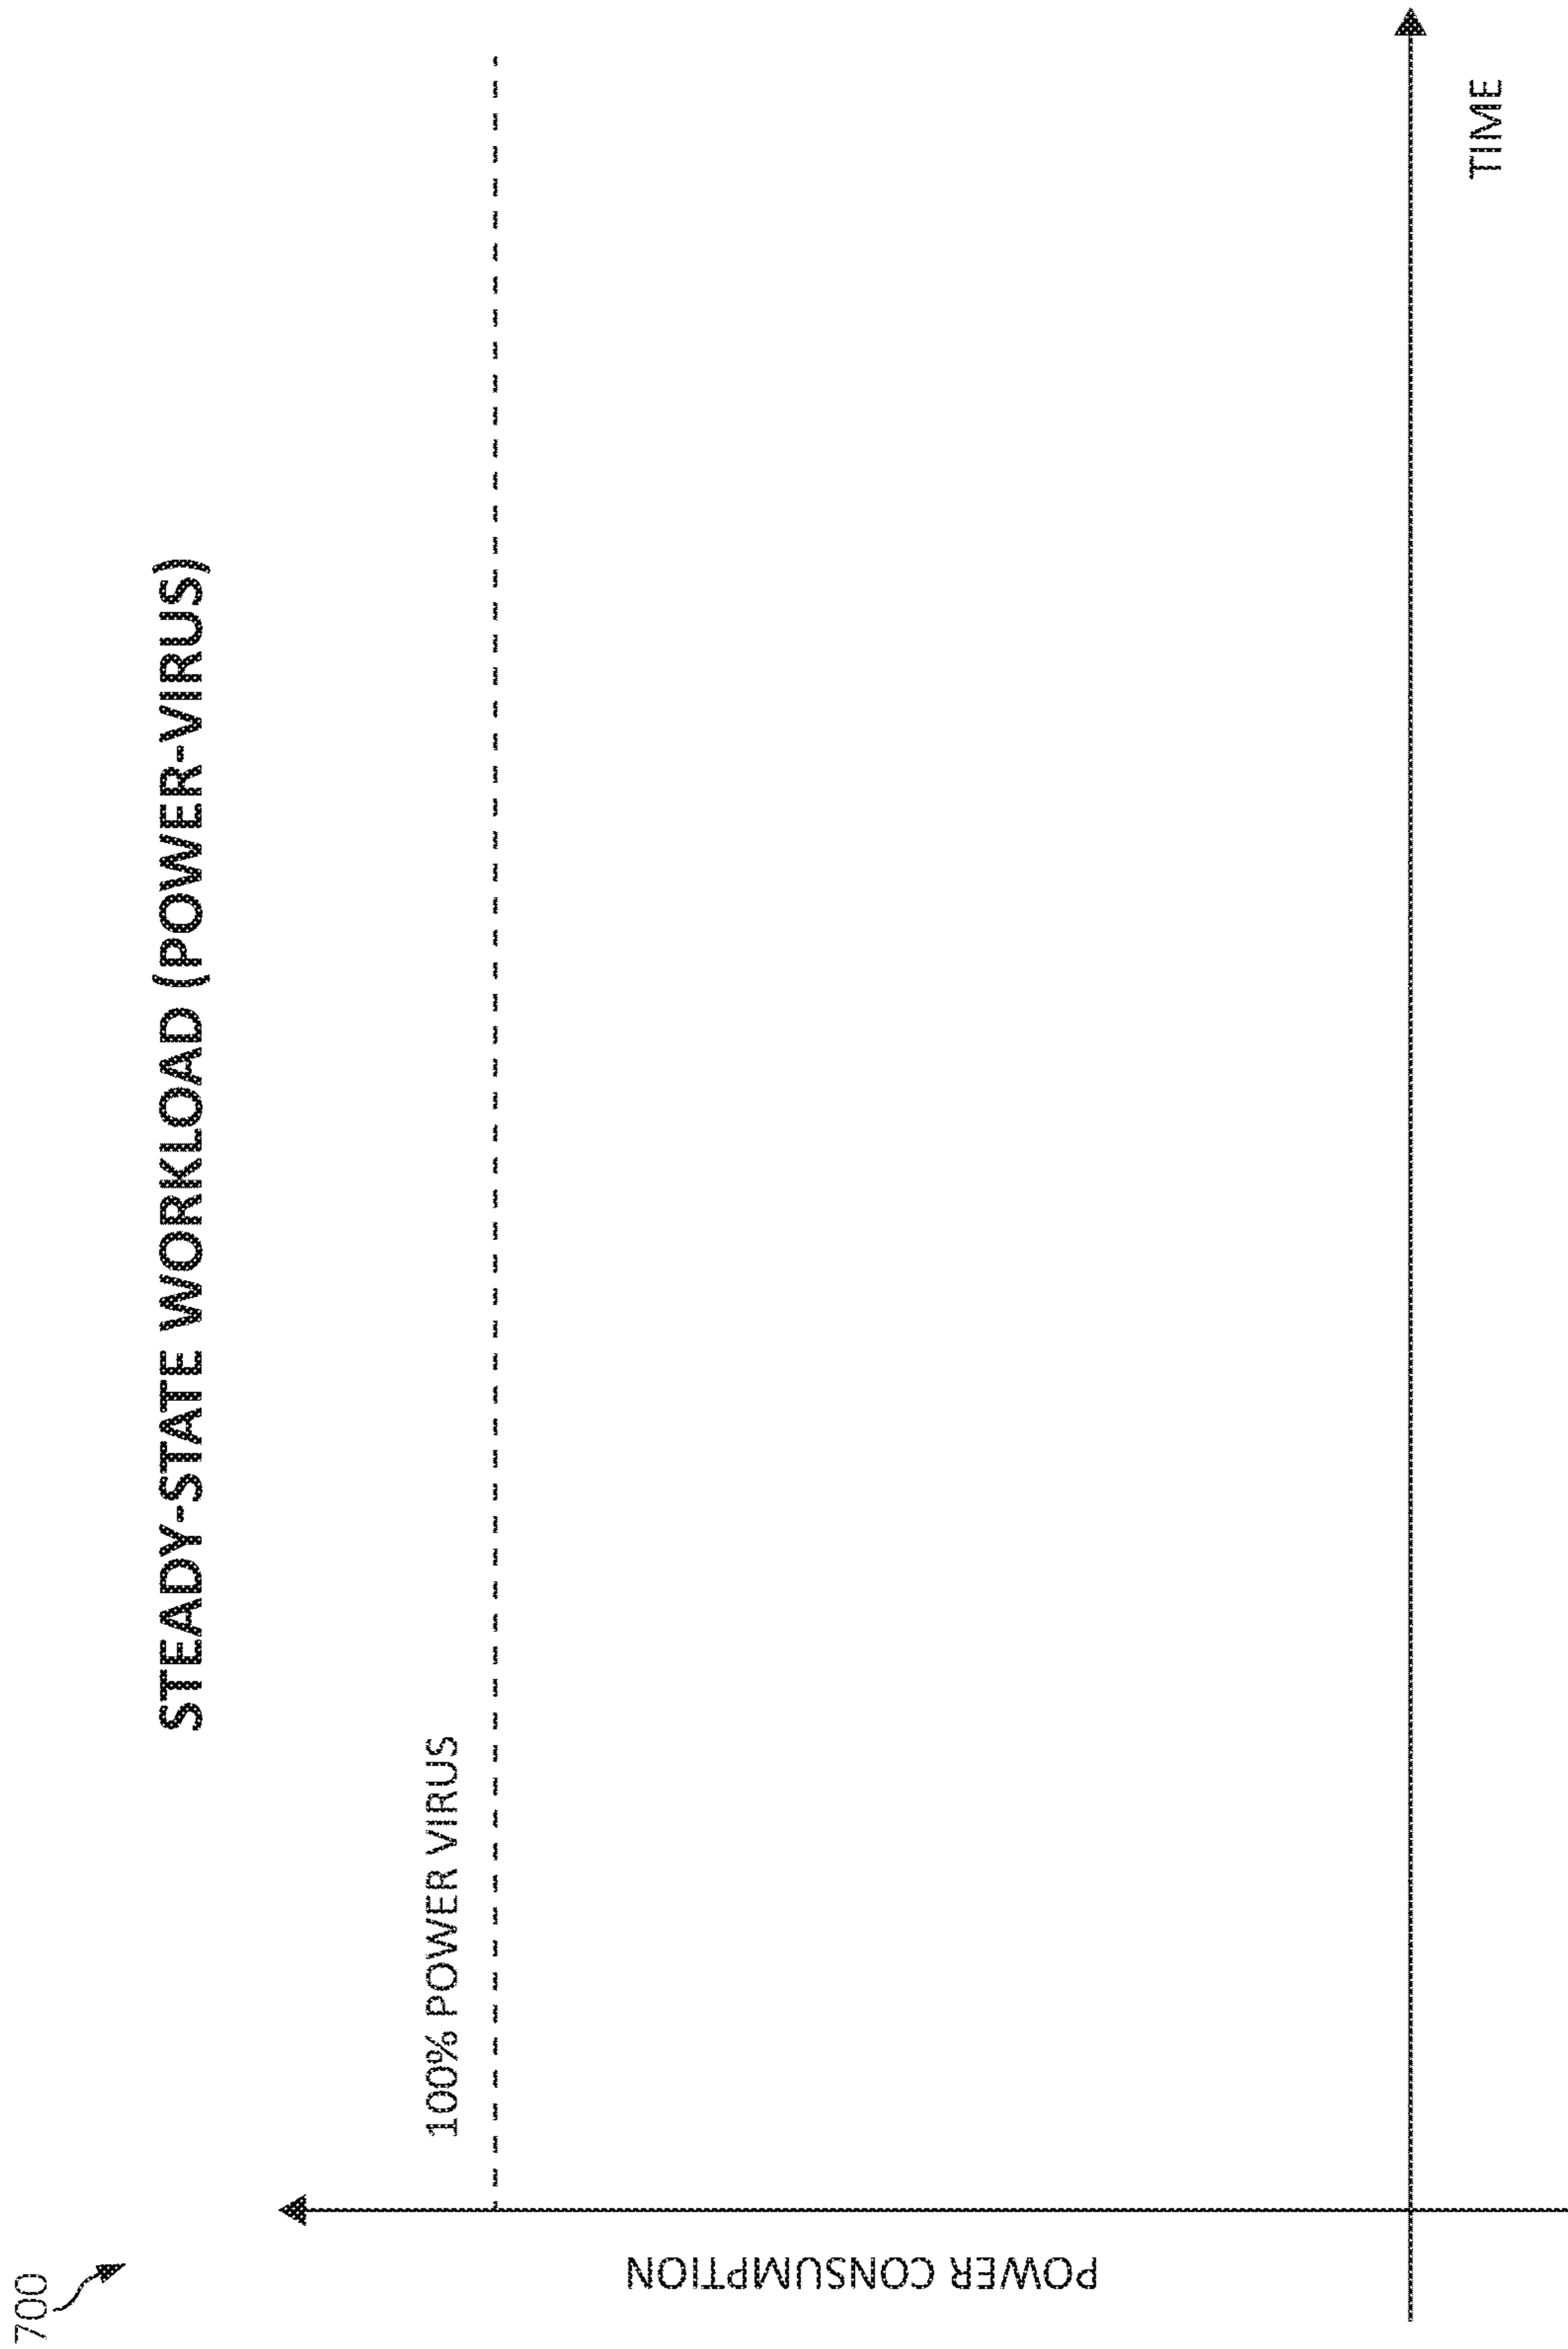 700
STEADY-STATE WORKLOAD (POWER-VIRUS)
100% POWER VIRUS
POWER CONSUMPTION
TIME